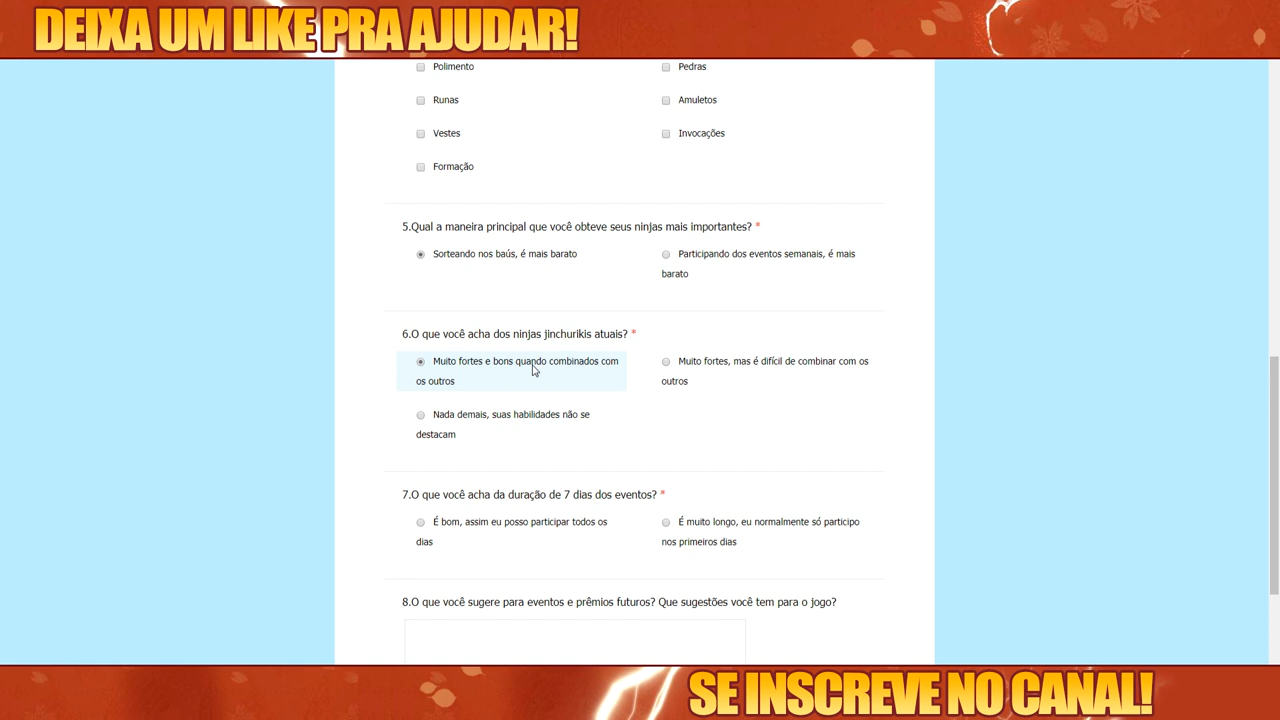 DEIXA UM LIKE PRA AJUDAR!
Polimento
Pedras
Runas
Amuletos
Vestes
Invocações
Formação
5.Qual a maneira principal que você obteve seus ninjas mais importantes? *
Sorteando nos baús, é mais barato
Participando dos eventos semanais, é mais
barato
6.O que você acha dos ninjas jinchurikis atuais? *
Muito fortes e bons quando combinados com
os outros
Muito fortes, mas é difícil de combinar com os
outros
Nada demais, suas habilidades não se
destacam
7.O que você acha da duração de 7 dias dos eventos? *
É bom, assim eu posso participar todos os
dias
É muito longo, eu normalmente só participo
nos primeiros dias
8.O que você sugere para eventos e prêmios futuros? Que sugestões você tem para o jogo?
SE INSCREVE NO CANAL!